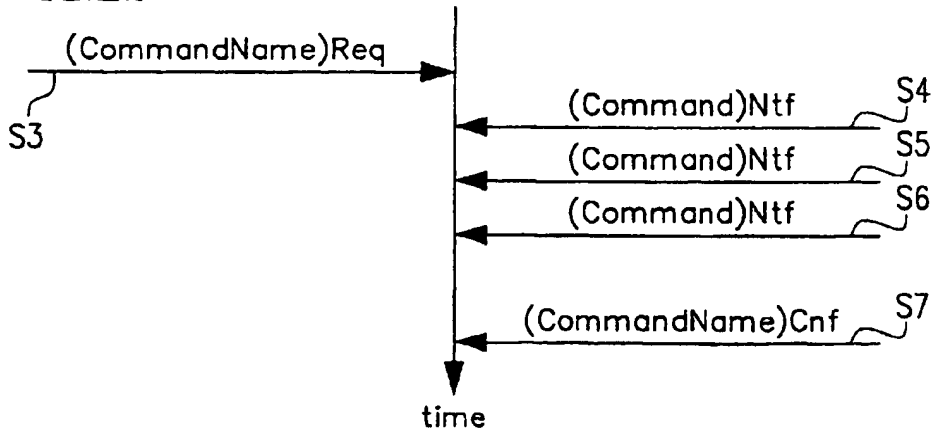 (CommandName)Req
S3
(Command)Ntf
S4
(Command)Ntf
S5
(Command)Ntf
S6
(CommandName)Cnf
S7
time